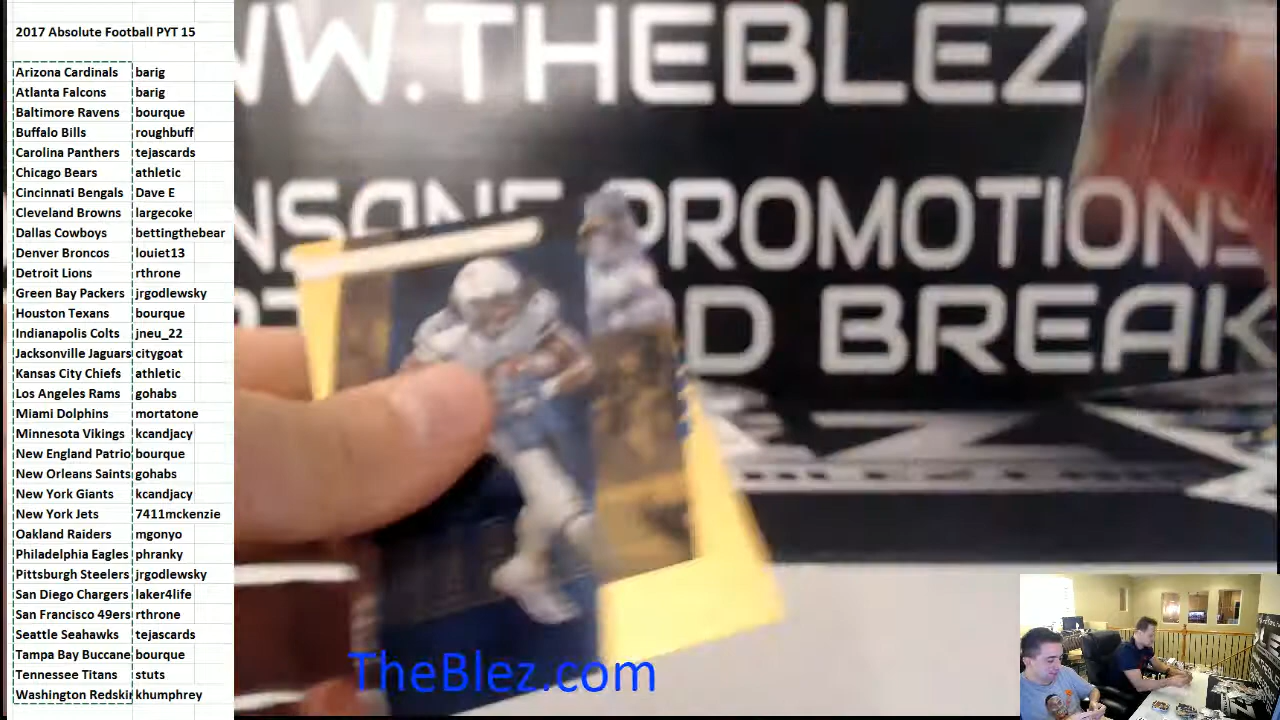 2017 Absolute Football PYT 15
Arizona Cardinals barig
Atlanta Falcons barig
Baltimore Ravens bourque
Buffalo Bills roughbuff
Carolina Panthers tejascards
Chicago Bears athletic
Cincinnati Bengals Dave E
Cleveland Browns largecoke
Dallas Cowboys bettingthebear
Denver Broncos louiet13
Detroit Lions rthrone
Green Bay Packers jrgodlewsky
Houston Texans bourque
Indianapolis Colts jneu_22
Jacksonville Jaguars citygoat
Kansas City Chiefs athletic
Los Angeles Rams gohabs
Miami Dolphins mortatone
Minnesota Vikings kcandjacy
New England Patrio bourque
New Orleans Saints gohabs
New York Giants kcandjacy
New York Jets 7411mckenzie
Oakland Raiders mgonyo
Philadelphia Eagles phranky
Pittsburgh Steelers jrgodlewsky
San Diego Chargers laker4life
San Francisco 49ers rthrone
Seattle Seahawks tejascards
Tampa Bay Buccane bourque
Tennessee Titans stuts
Washington Redskin khumphrey
WW.THEBLEZ
NSANE PROMOTIONS
D BREAK
TheBlez.com